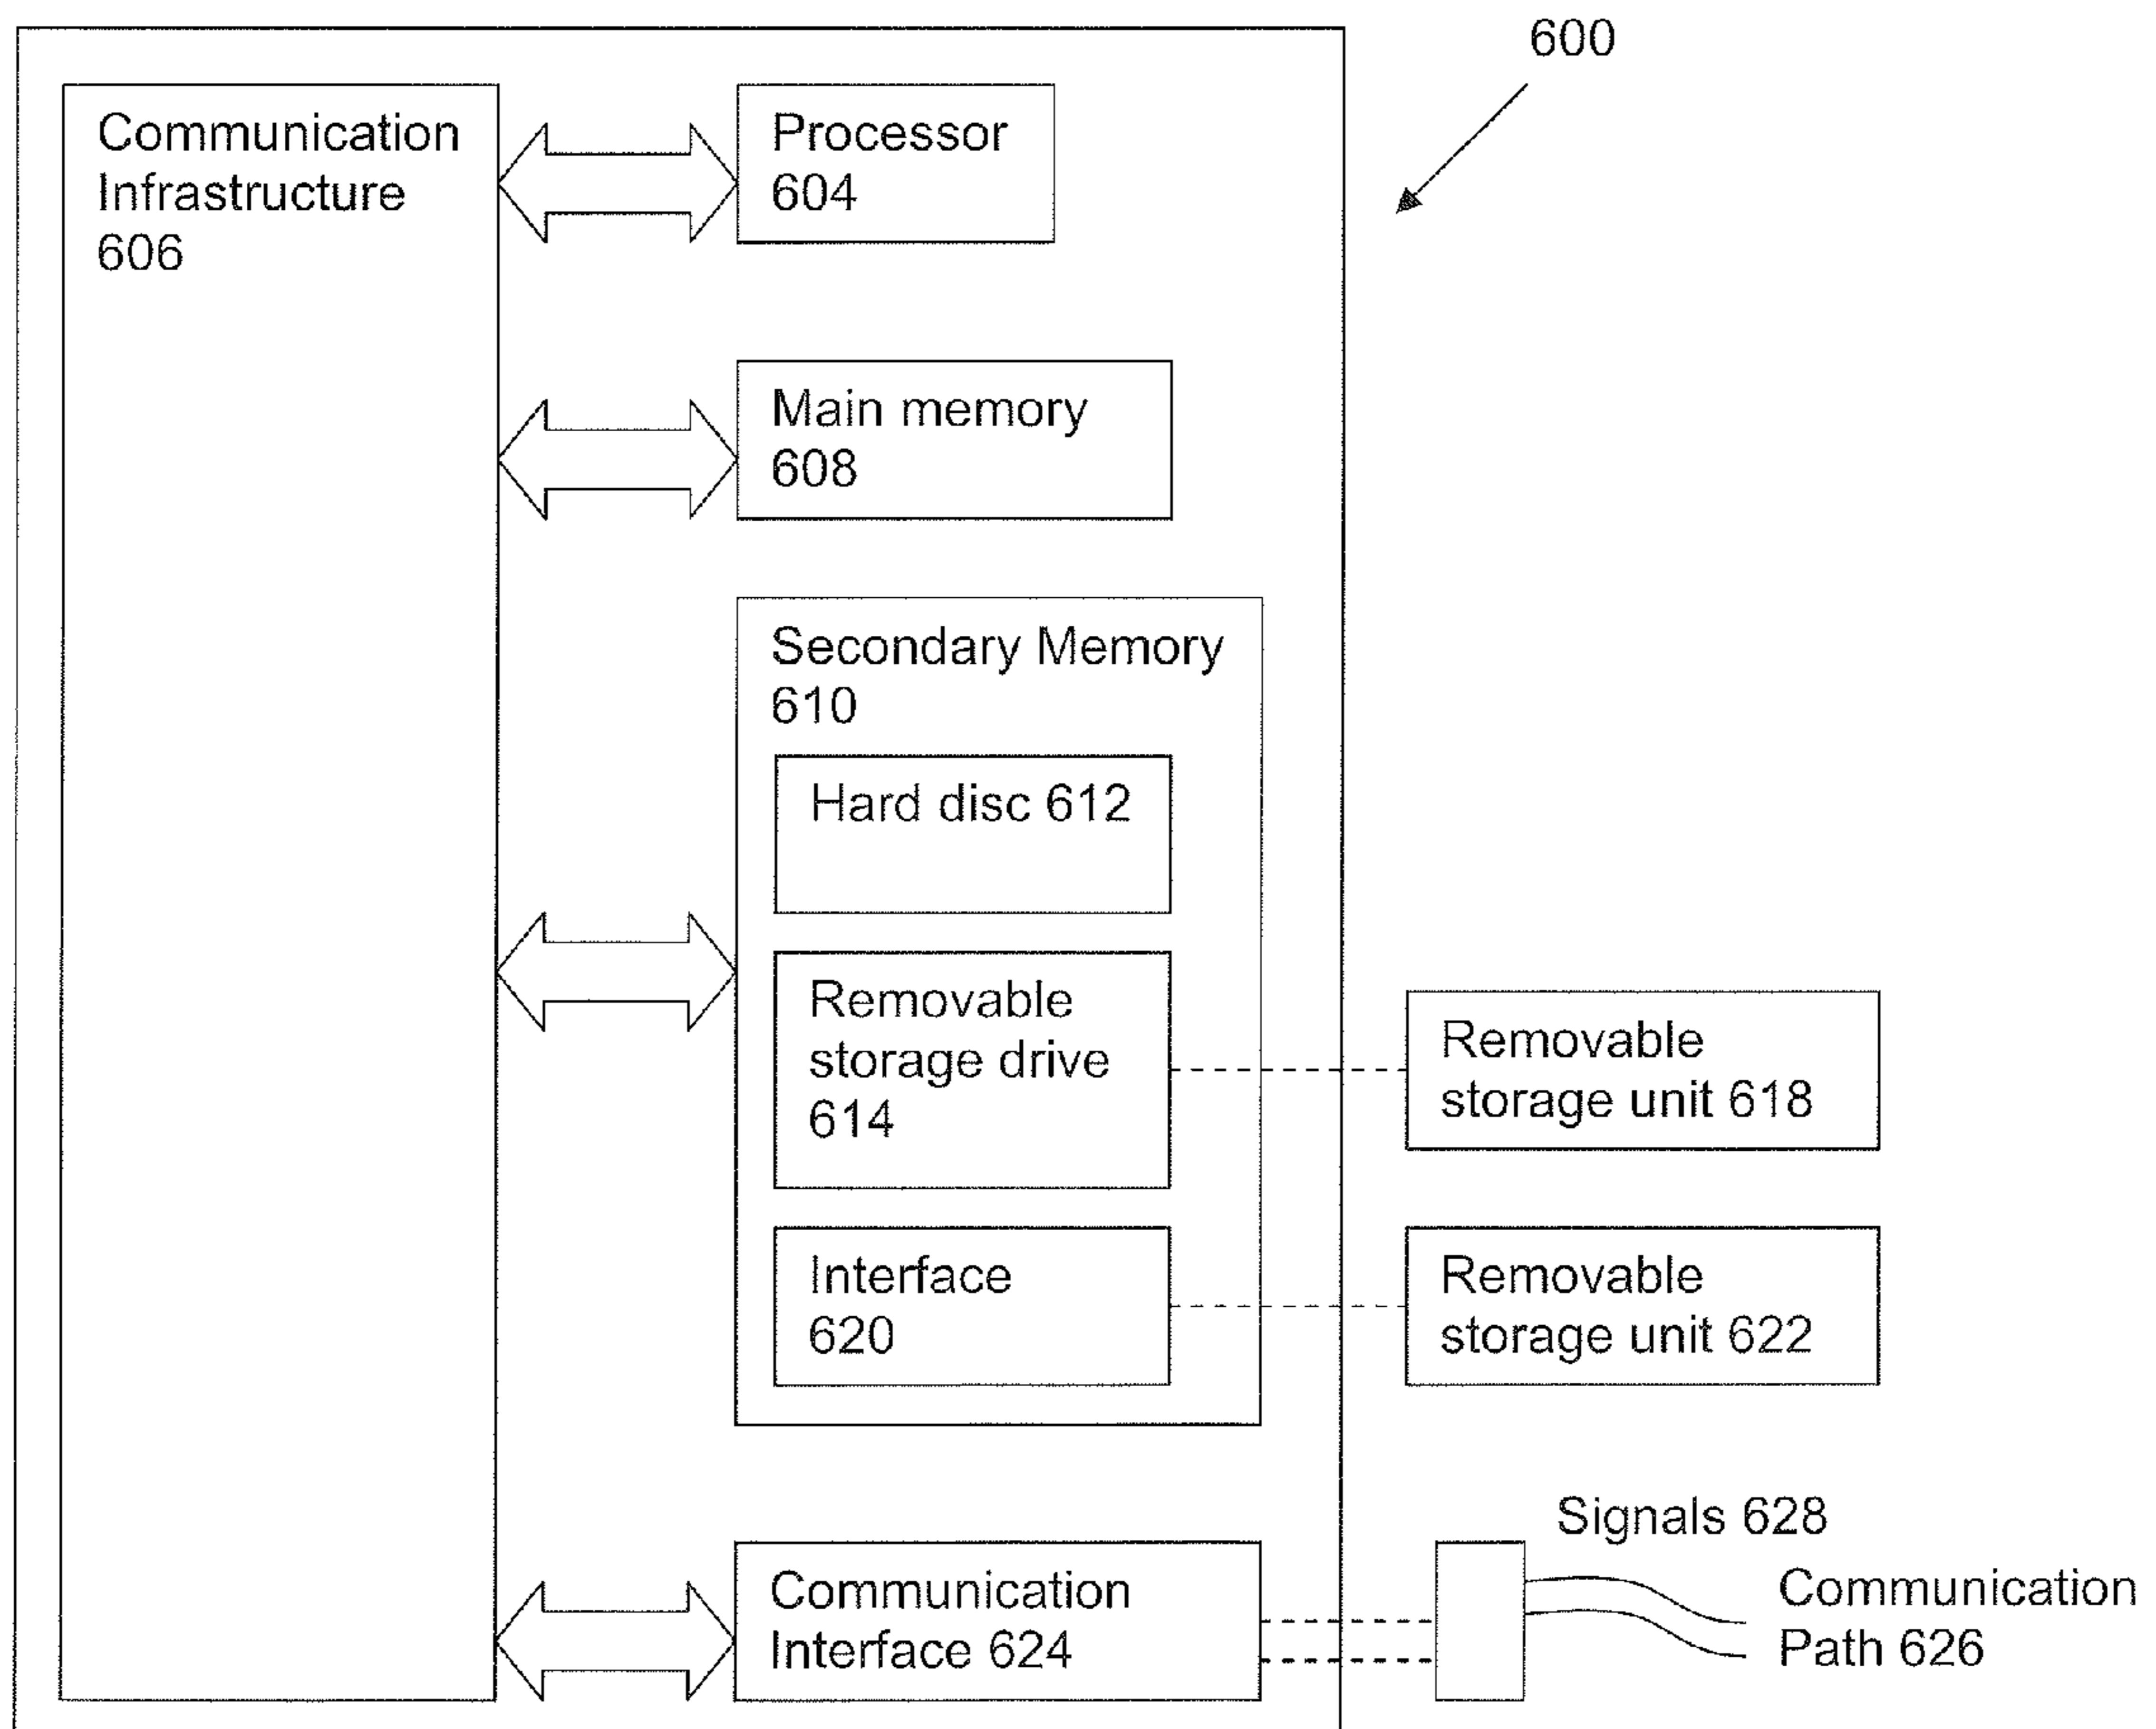 600
Communication
Infrastructure
606
Processor
604
Main memory
608
Secondary Memory
610
Hard disc 612
Removable
storage drive
614
Removable
storage unit 618
Interface
620
Removable
storage unit 622
Communication
Interface 624
Signals 628
Communication
Path 626